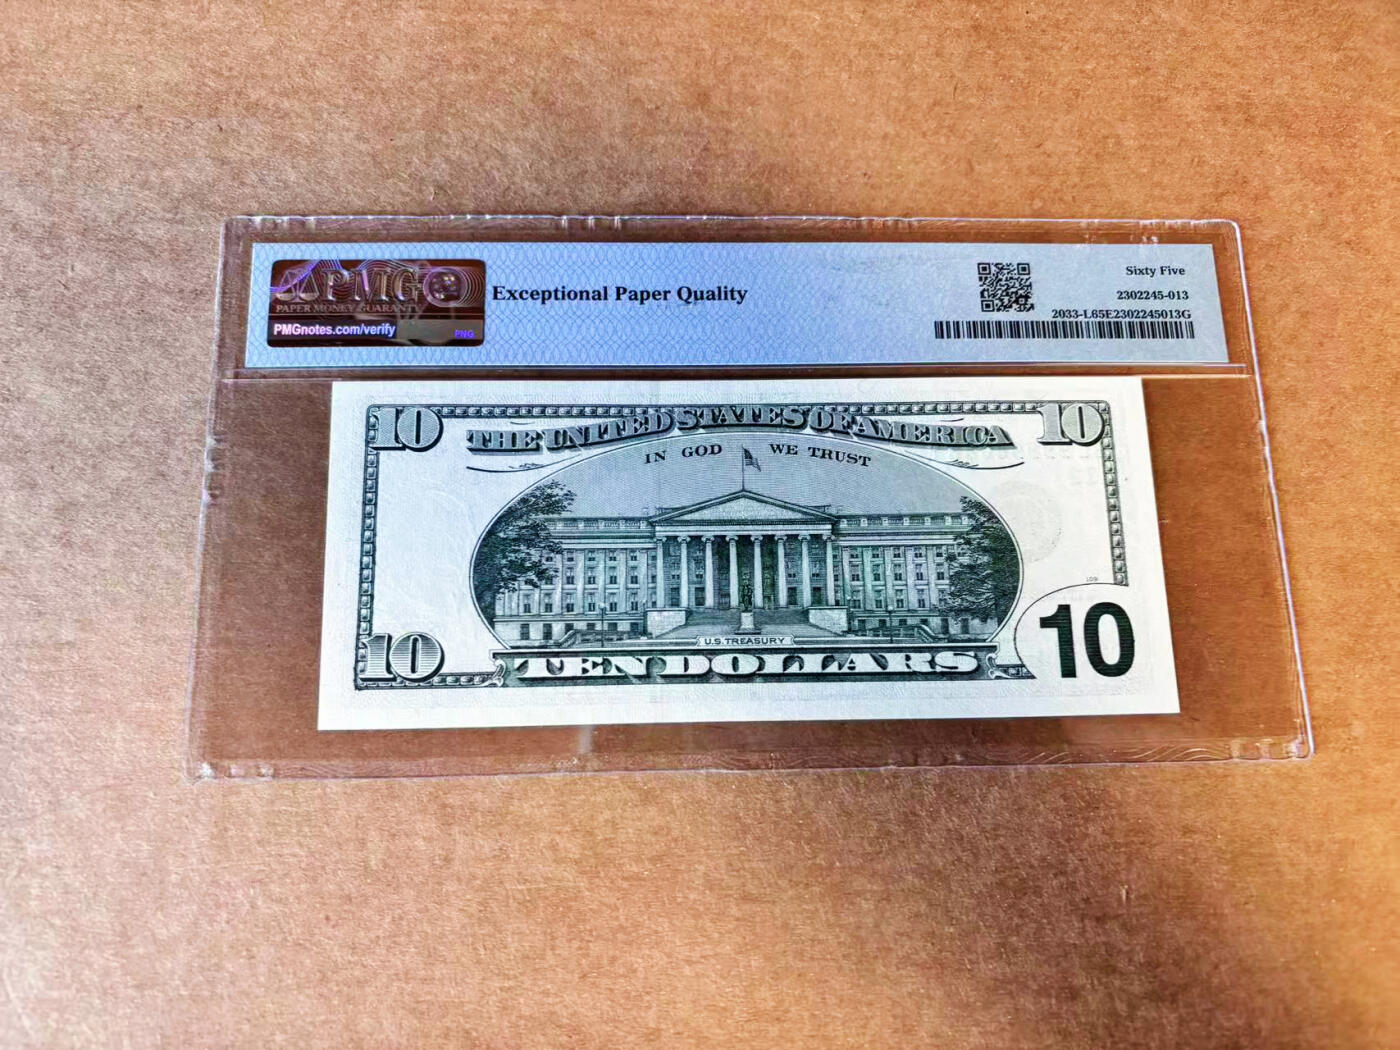 PMG
PAPER MONEY GUARANTY
PMGnotes.com/verify
PNG
Exceptional Paper Quality
Sixty Five
2302245-013
2033-L65E2302245013G
10
THE UNITED STATES OF AMERICA
10
IN GOD WE TRUST
109
U.S. TREASURY
10
TEN DOLLARS
10